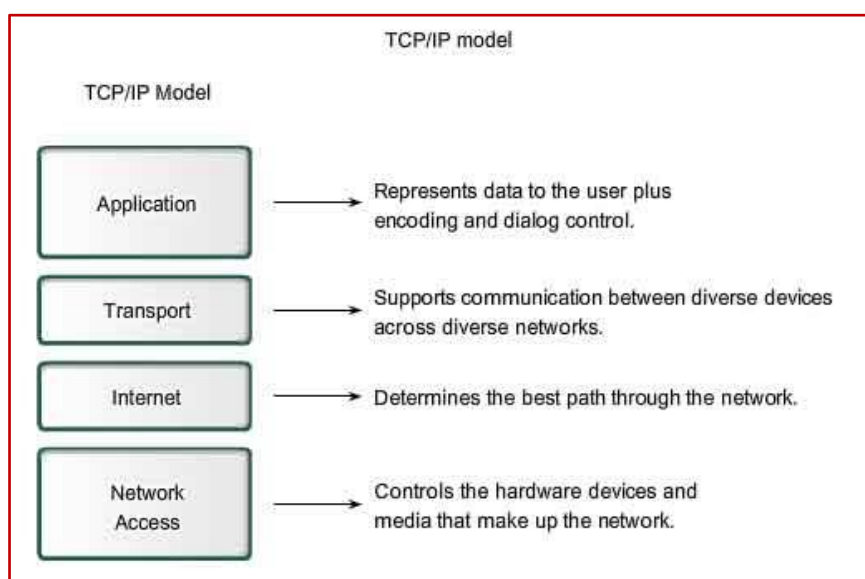 TCP/IP model
TCP/IP Model
Application
Represents data to the user plus
encoding and dialog control.
Transport
Supports communication between diverse devices
across diverse networks.
Internet
Determines the best path through the network.
Network
Access
Controls the hardware devices and
media that make up the network.